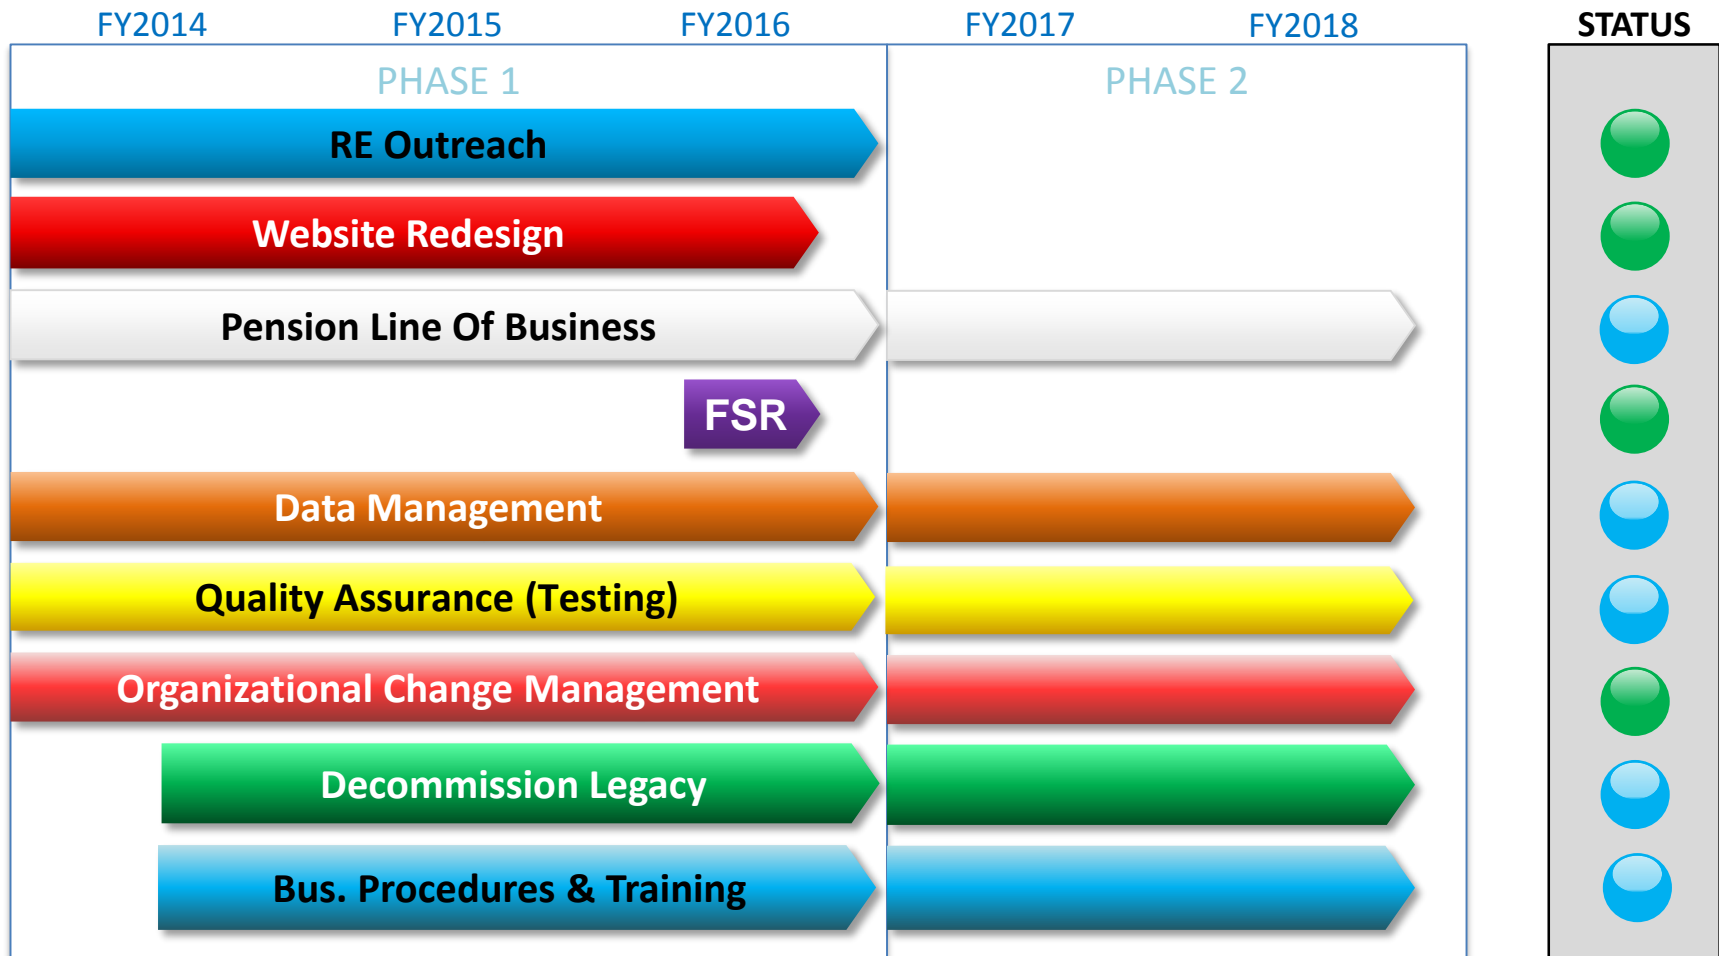 FY2014 FY2015 FY2016 FY2017 FY2018 STATUS
PHASE 1 PHASE 2
RE Outreach
Website Redesign
Pension Line Of Business
FSR
Data Management
Quality Assurance (Testing)
Organizational Change Management
Decommission Legacy
Bus. Procedures & Training